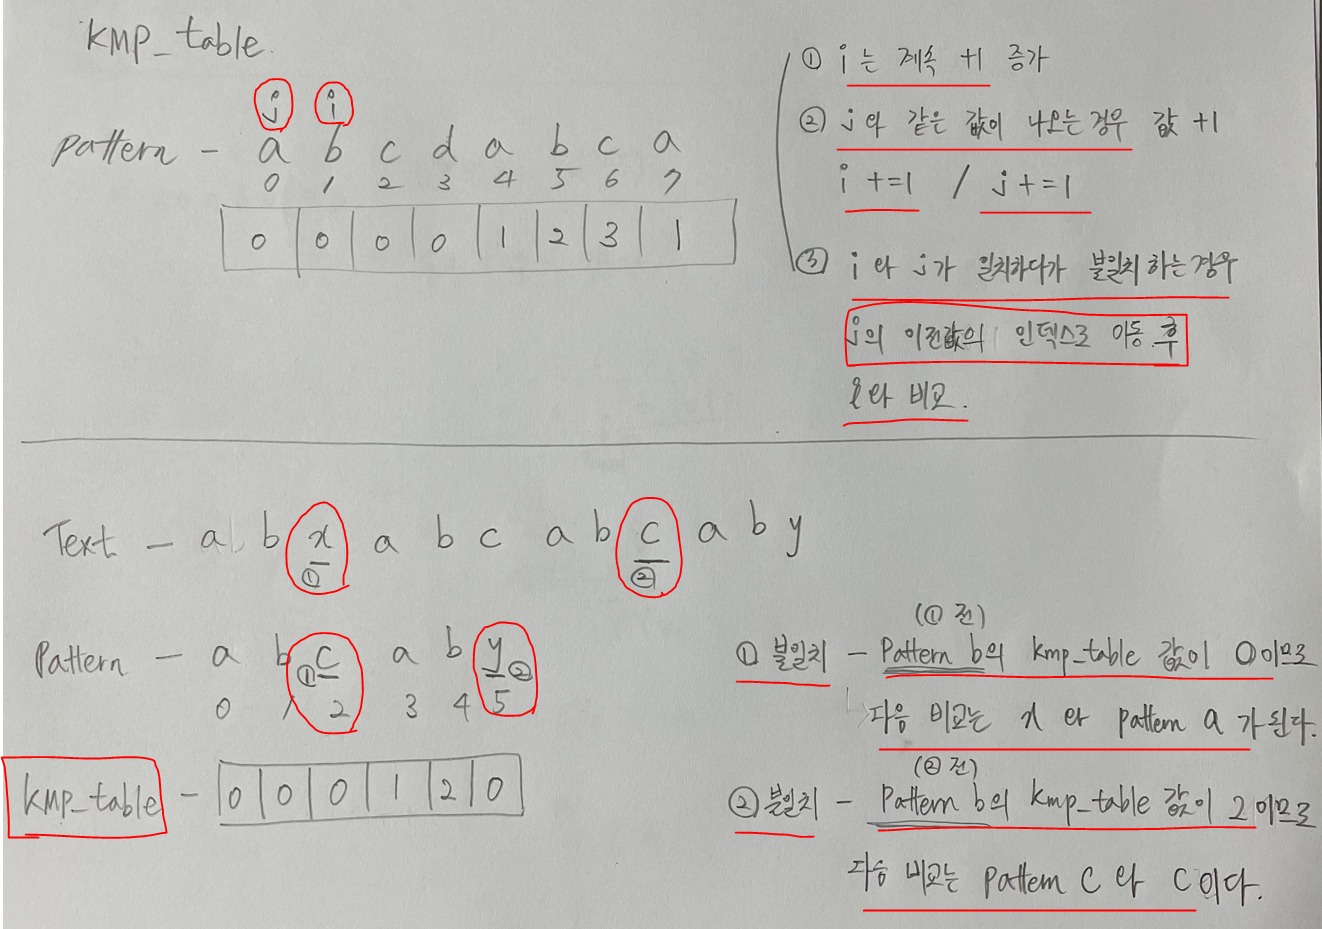 KMP_table.
j i
pattern - a b c d a b c a
0 1 2 3 4 5 6 7
0 0 0 0 1 2 3 1
① i는 계속 +1 증가
② j와 같은 값이 나오는 경우 값 +1
i +=1 / j +=1
③ i와 j가 일치하다가 불일치하는 경우
j의 이전값의 인덱스로 이동 후
i와 비교.
Text - a b x a b c a b c a b y
① ②
Pattern - a b ① c a b y ②
0 1 2 3 4 5
KMP_table - 0 0 0 1 2 0
(① 전)
① 불일치 - Pattern b의 kmp_table 값이 0이므로
다음 비교는 x와 pattern a가 된다.
(② 전)
② 불일치 - Pattern b의 kmp_table 값이 2이므로
다음 비교는 pattern c와 c이다.